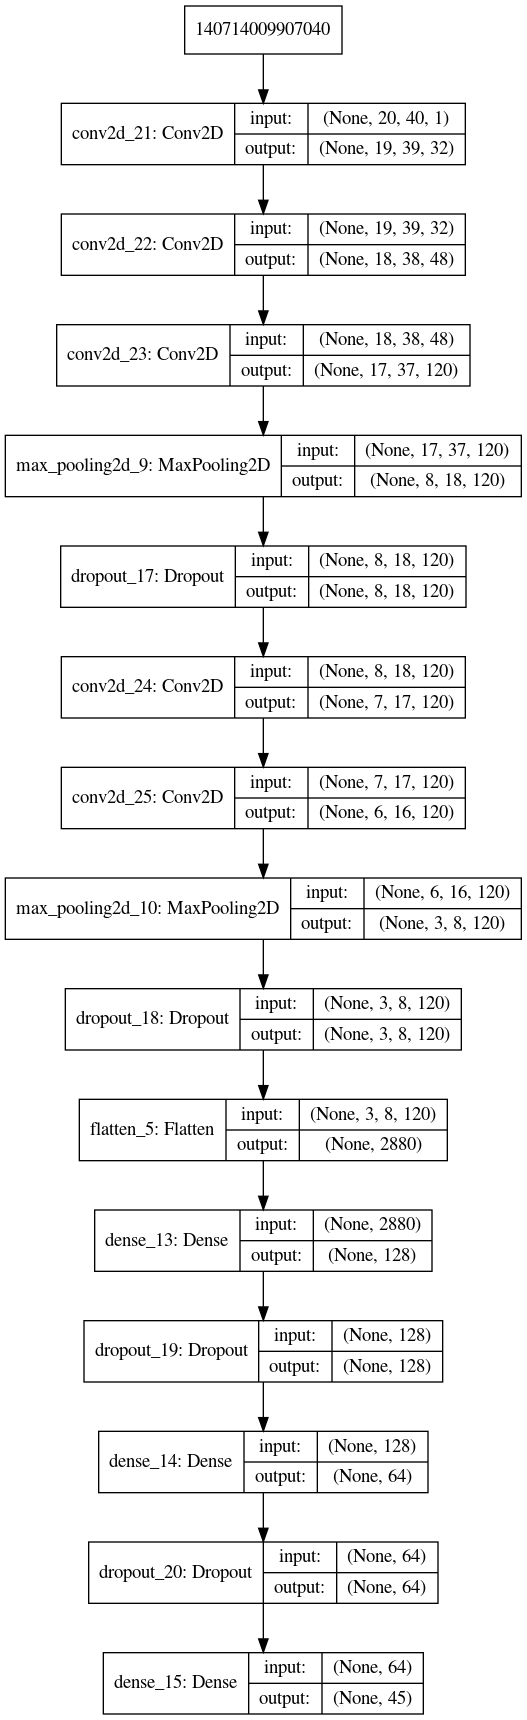 140714009907040
conv2d_21: Conv2D
input:
(None, 20, 40, 1)
output:
(None, 19, 39, 32)
conv2d_22: Conv2D
input:
(None, 19, 39, 32)
output:
(None, 18, 38, 48)
conv2d_23: Conv2D
input:
(None, 18, 38, 48)
output:
(None, 17, 37, 120)
max_pooling2d_9: MaxPooling2D
input:
(None, 17, 37, 120)
output:
(None, 8, 18, 120)
dropout_17: Dropout
input:
(None, 8, 18, 120)
output:
(None, 8, 18, 120)
conv2d_24: Conv2D
input:
(None, 8, 18, 120)
output:
(None, 7, 17, 120)
conv2d_25: Conv2D
input:
(None, 7, 17, 120)
output:
(None, 6, 16, 120)
max_pooling2d_10: MaxPooling2D
input:
(None, 6, 16, 120)
output:
(None, 3, 8, 120)
dropout_18: Dropout
input:
(None, 3, 8, 120)
output:
(None, 3, 8, 120)
flatten_5: Flatten
input:
(None, 3, 8, 120)
output:
(None, 2880)
dense_13: Dense
input:
(None, 2880)
output:
(None, 128)
dropout_19: Dropout
input:
(None, 128)
output:
(None, 128)
dense_14: Dense
input:
(None, 128)
output:
(None, 64)
dropout_20: Dropout
input:
(None, 64)
output:
(None, 64)
dense_15: Dense
input:
(None, 64)
output:
(None, 45)